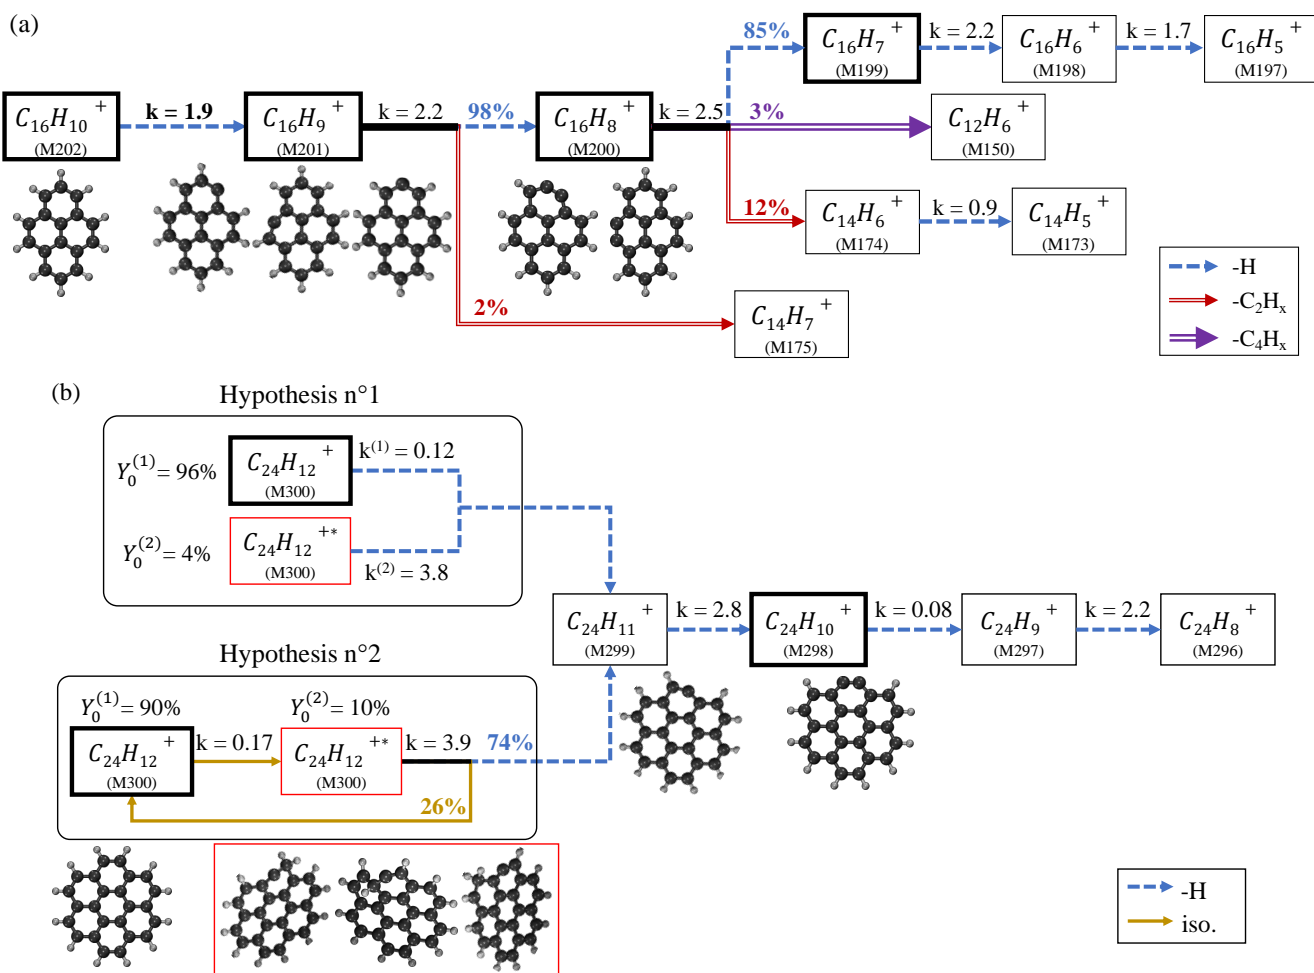 (a)
85%
C₁₆H₇⁺
(M199)
k = 2.2
C₁₆H₆⁺
(M198)
k = 1.7
C₁₆H₅⁺
(M197)
C₁₆H₁₀⁺
(M202)
k = 1.9
C₁₆H₉⁺
(M201)
k = 2.2
98%
C₁₆H₈⁺
(M200)
k = 2.5
3%
C₁₂H₆⁺
(M150)
12%
C₁₄H₆⁺
(M174)
k = 0.9
C₁₄H₅⁺
(M173)
2%
C₁₄H₇⁺
(M175)
-H
-C₂Hₓ
-C₄Hₓ
(b)
Hypothesis n°1
Y₀⁽¹⁾= 96%
C₂₄H₁₂⁺
(M300)
k⁽¹⁾ = 0.12
Y₀⁽²⁾= 4%
C₂₄H₁₂⁺*
(M300)
k⁽²⁾ = 3.8
C₂₄H₁₁⁺
(M299)
k = 2.8
C₂₄H₁₀⁺
(M298)
k = 0.08
C₂₄H₉⁺
(M297)
k = 2.2
C₂₄H₈⁺
(M296)
Hypothesis n°2
Y₀⁽¹⁾= 90%
Y₀⁽²⁾= 10%
C₂₄H₁₂⁺
(M300)
k = 0.17
C₂₄H₁₂⁺*
(M300)
k = 3.9
74%
26%
-H
iso.